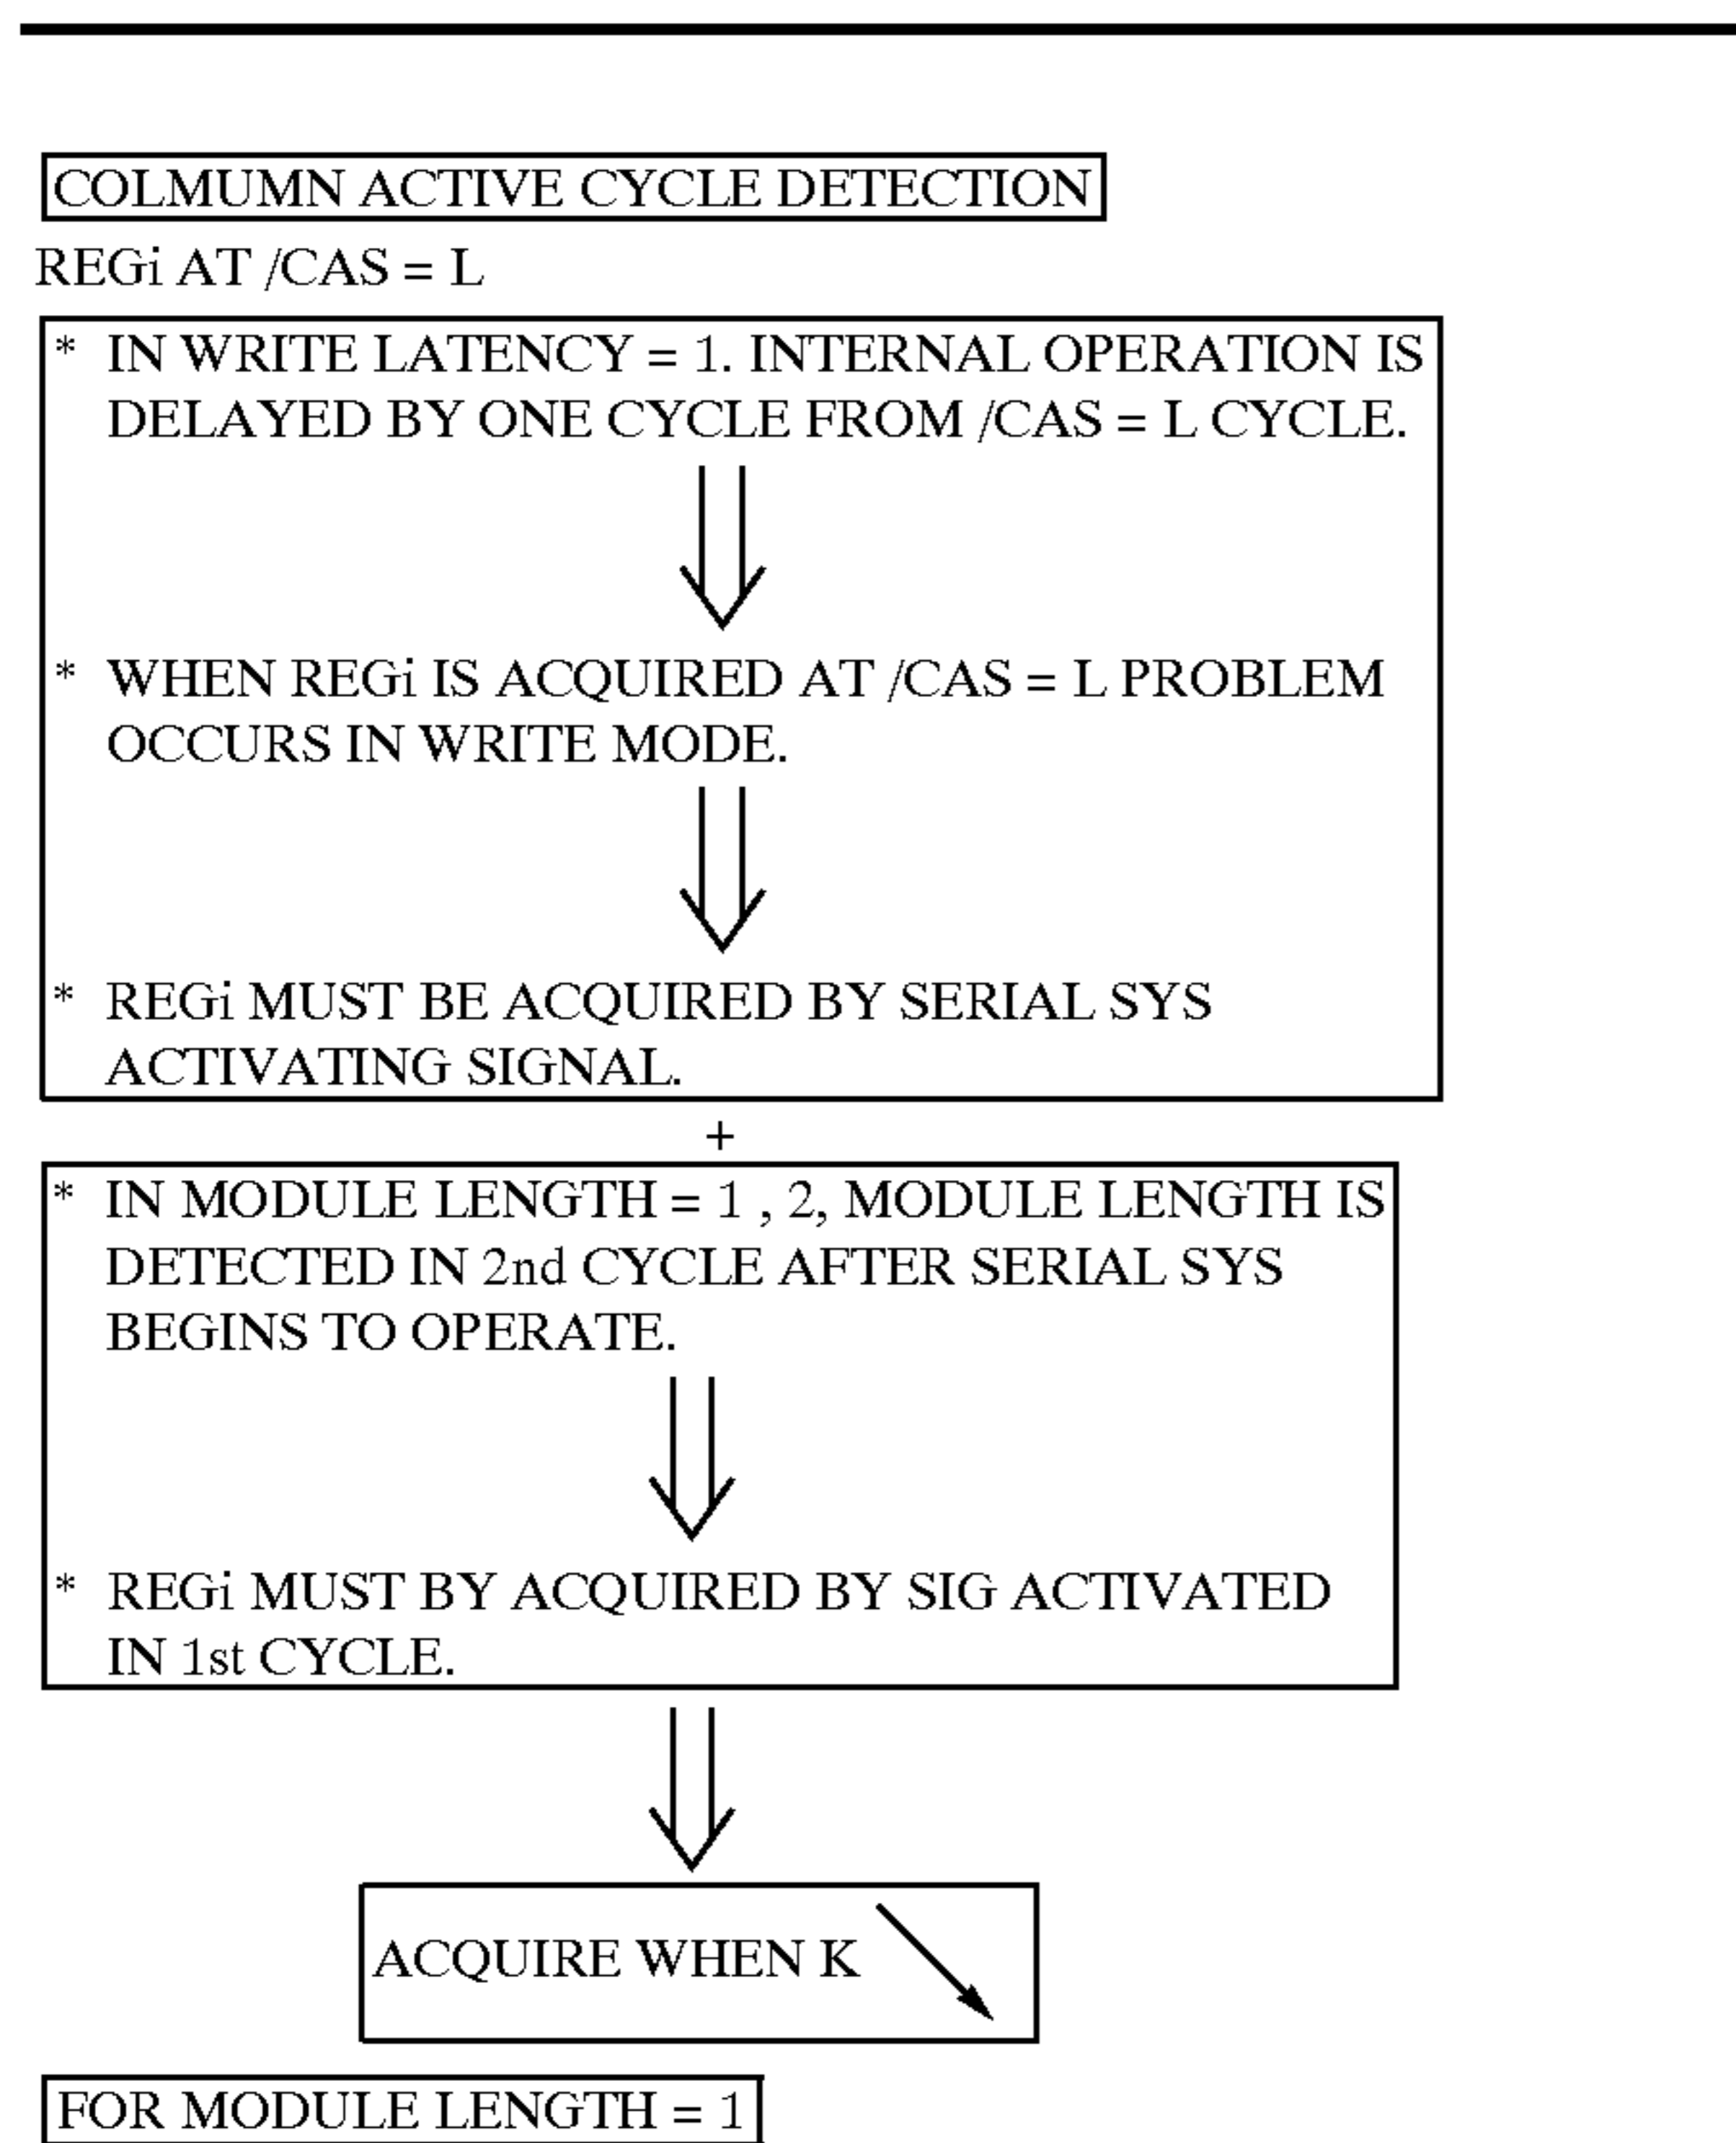 COLMUMN ACTIVE CYCLE DETECTION
REGi AT /CAS = L
* IN WRITE LATENCY = 1. INTERNAL OPERATION IS
DELAYED BY ONE CYCLE FROM /CAS = L CYCLE.
* WHEN REGi IS ACQUIRED AT /CAS = L PROBLEM
OCCURS IN WRITE MODE.
* REGi MUST BE ACQUIRED BY SERIAL SYS
ACTIVATING SIGNAL.
+
* IN MODULE LENGTH = 1 , 2, MODULE LENGTH IS
DETECTED IN 2nd CYCLE AFTER SERIAL SYS
BEGINS TO OPERATE.
* REGi MUST BY ACQUIRED BY SIG ACTIVATED
IN 1st CYCLE.
ACQUIRE WHEN K
FOR MODULE LENGTH = 1